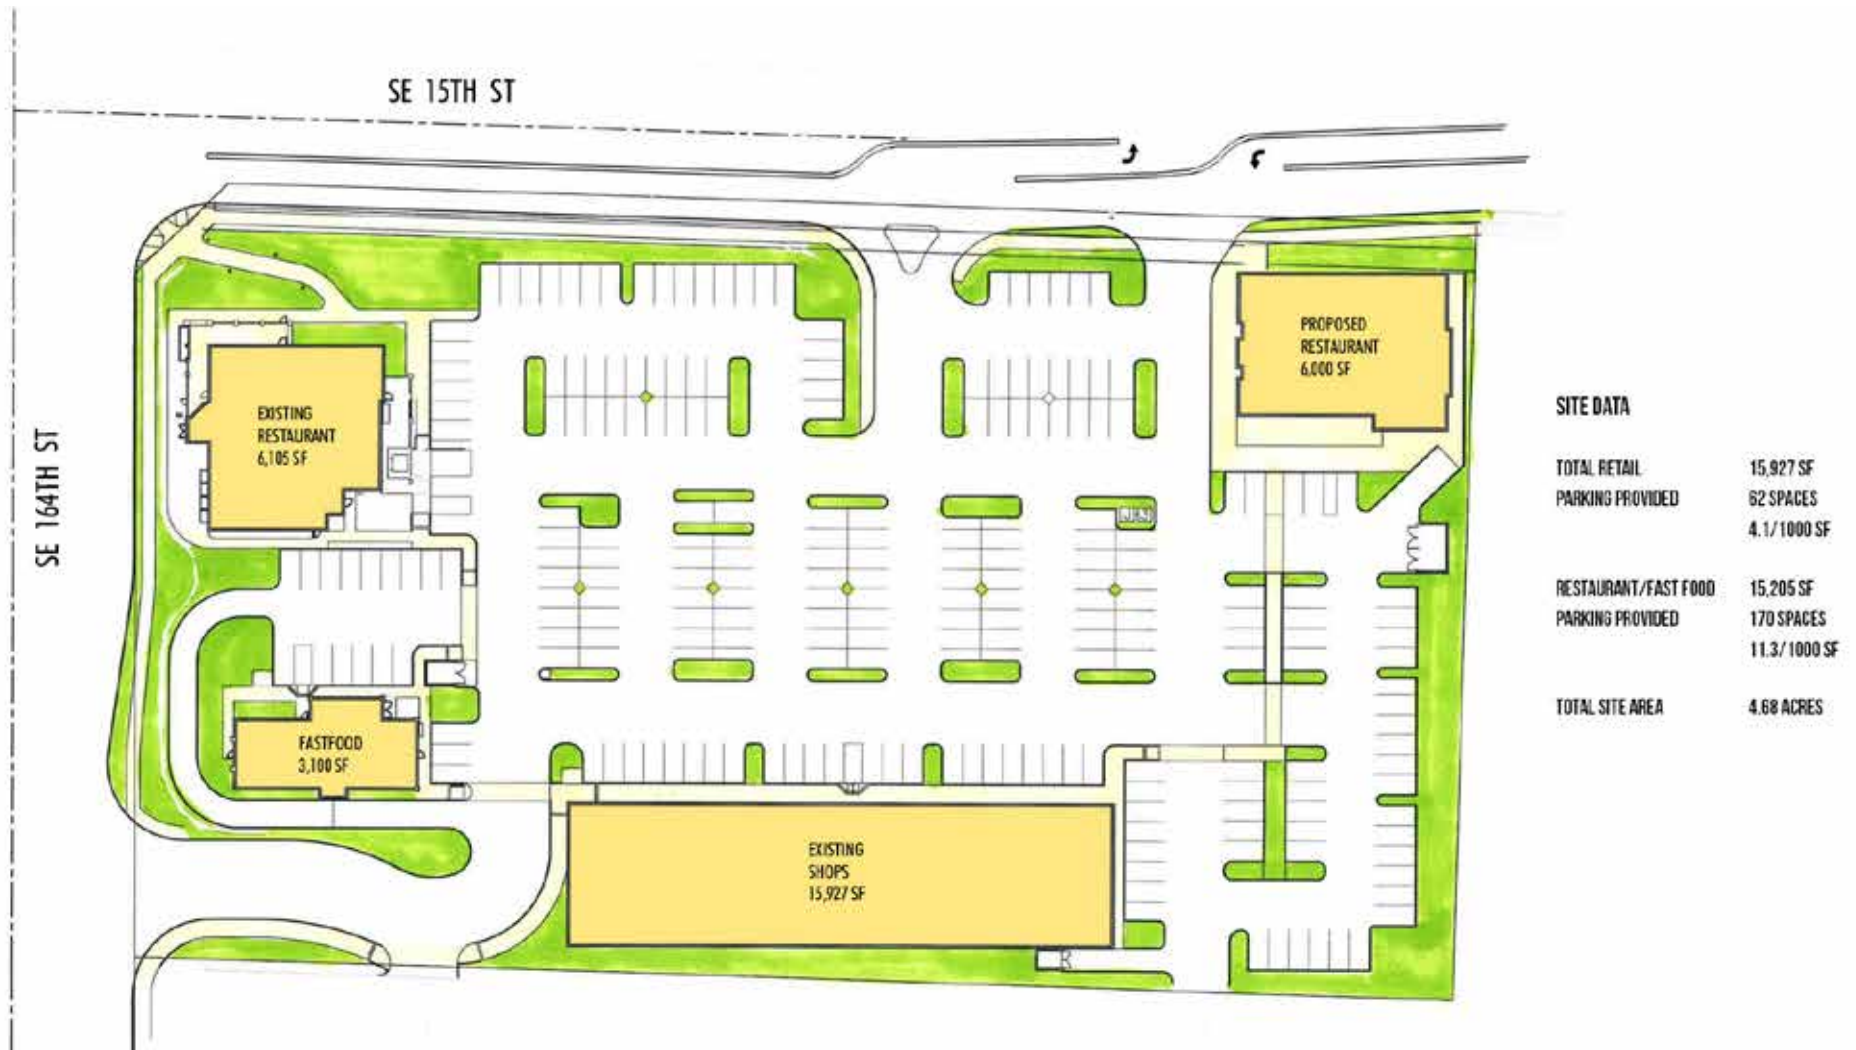 SE 15TH ST
SE 164TH ST
EXISTING
RESTAURANT
6,105 SF
PROPOSED
RESTAURANT
6,000 SF
FASTFOOD
3,100 SF
EXISTING
SHOPS
15,927 SF
SITE DATA
TOTAL RETAIL 15,927 SF
PARKING PROVIDED 62 SPACES
4.1/1000 SF
RESTAURANT/FAST FOOD 15,205 SF
PARKING PROVIDED 170 SPACES
11.3/1000 SF
TOTAL SITE AREA 4.68 ACRES